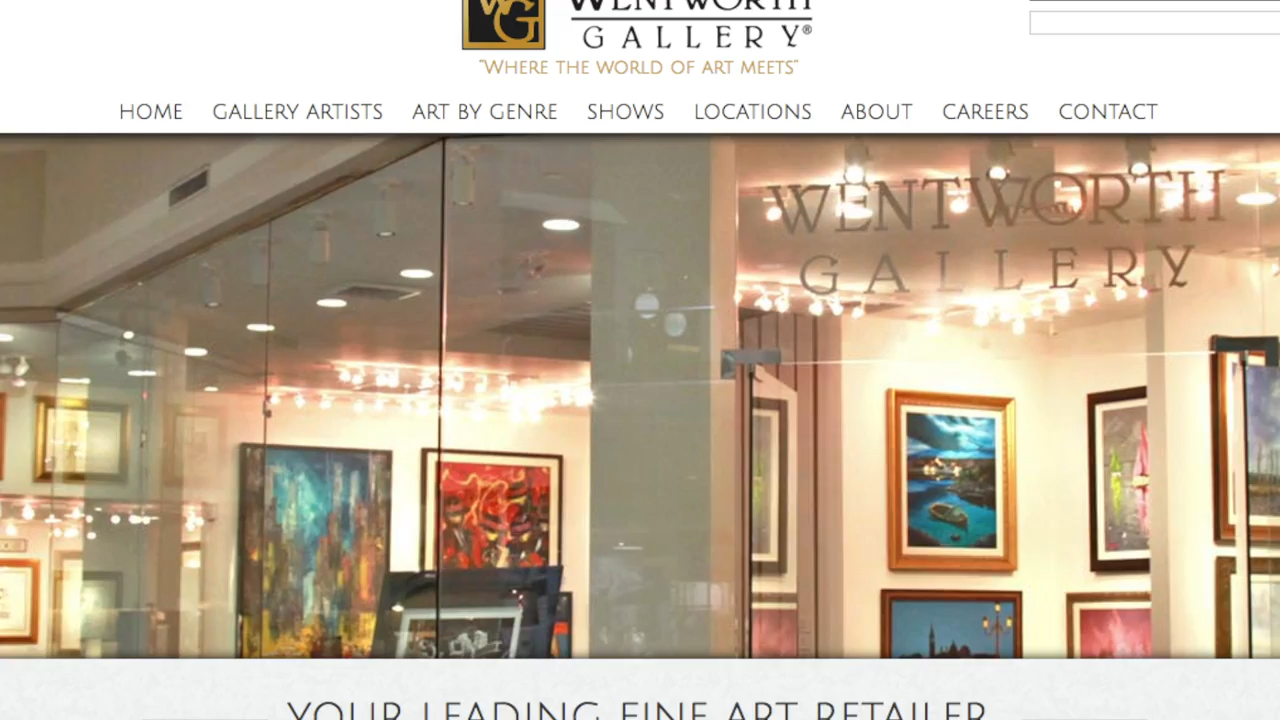 WG
WENTWORTH
GALLERY®
"WHERE THE WORLD OF ART MEETS"
HOME GALLERY ARTISTS ART BY GENRE SHOWS LOCATIONS ABOUT CAREERS CONTACT
WENTWORTH
GALLERY
YOUR LEADING FINE ART RETAILER